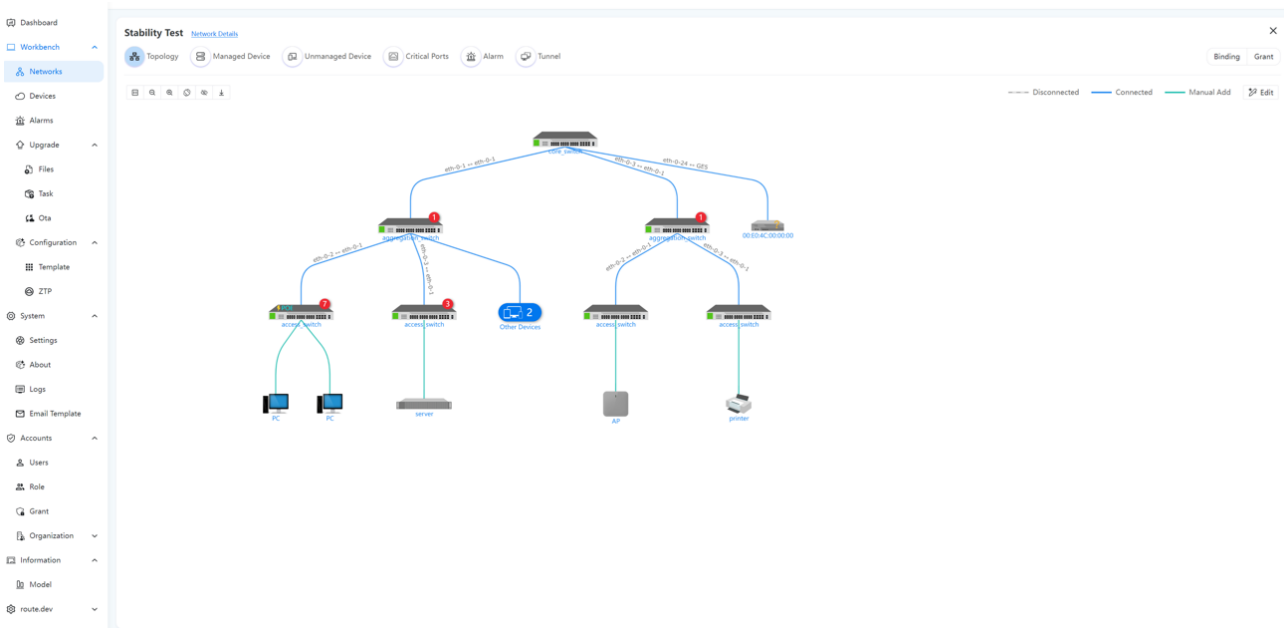 Dashboard
Workbench
Networks
Devices
Alarms
Upgrade
Files
Task
Ota
Configuration
Template
ZTP
System
Settings
About
Logs
Email Template
Accounts
Users
Role
Grant
Organization
Information
Model
route.dev
Stability Test Network Details
Topology Managed Device Unmanaged Device Critical Ports Alarm Tunnel
Binding Grant
Disconnected Connected Manual Add Edit
core_switch
eth-0-1 ↔ eth-0-1
eth-0-3 ↔ eth-0-1
eth-0-24 ↔ GE5
1
aggregation_switch
1
aggregation_switch
00:E0:4C:00:00:00
eth-0-2 ↔ eth-0-1
eth-0-3 ↔ eth-0-1
eth-0-2 ↔ eth-0-1
eth-0-3 ↔ eth-0-1
POE
7
access_switch
3
access_switch
2
Other Devices
access_switch
access_switch
PC
PC
server
AP
printer